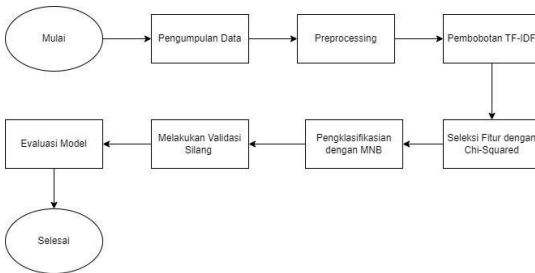 Mulai
Pengumpulan Data
Preprocessing
Pembobotan TF-IDF
Seleksi Fitur dengan
Chi-Squared
Pengklasifikasian
dengan MNB
Melakukan Validasi
Silang
Evaluasi Model
Selesai